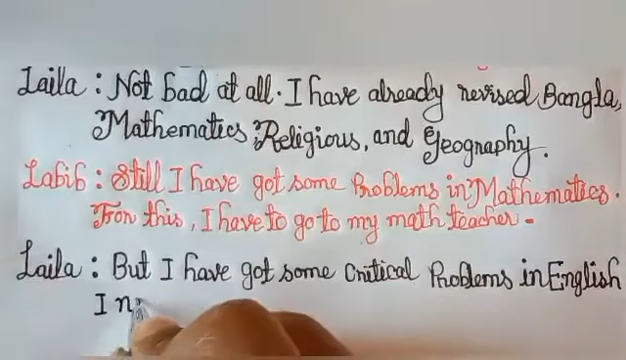 Laila : Not bad at all. I have already revised Bangla,
Mathematics, Religious, and Geography.
Labib : Still I have got some Problems in Mathematics.
For this, I have to go to my math teacher.
Laila : But I have got some Critical Problems in English
I n